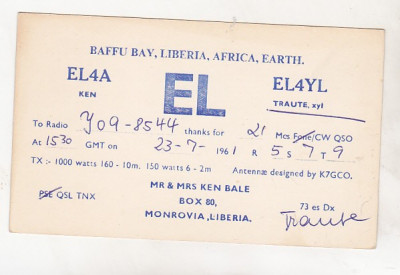 BAFFU BAY, LIBERIA, AFRICA, EARTH.
EL4A EL EL4YL
KEN TRAUTE, xyl
To Radio YO9-8544 thanks for 21 Mcs Fone/CW QSO
At 1530 GMT on 23-7-1961 R 5 S 7 T 9
TX :- 1000 watts 160-10m. 150 watts 6-2m Antennæ designed by K7GCO.
PSE QSL TNX
MR & MRS KEN BALE
BOX 80,
MONROVIA, LIBERIA.
73 es Dx
Traute